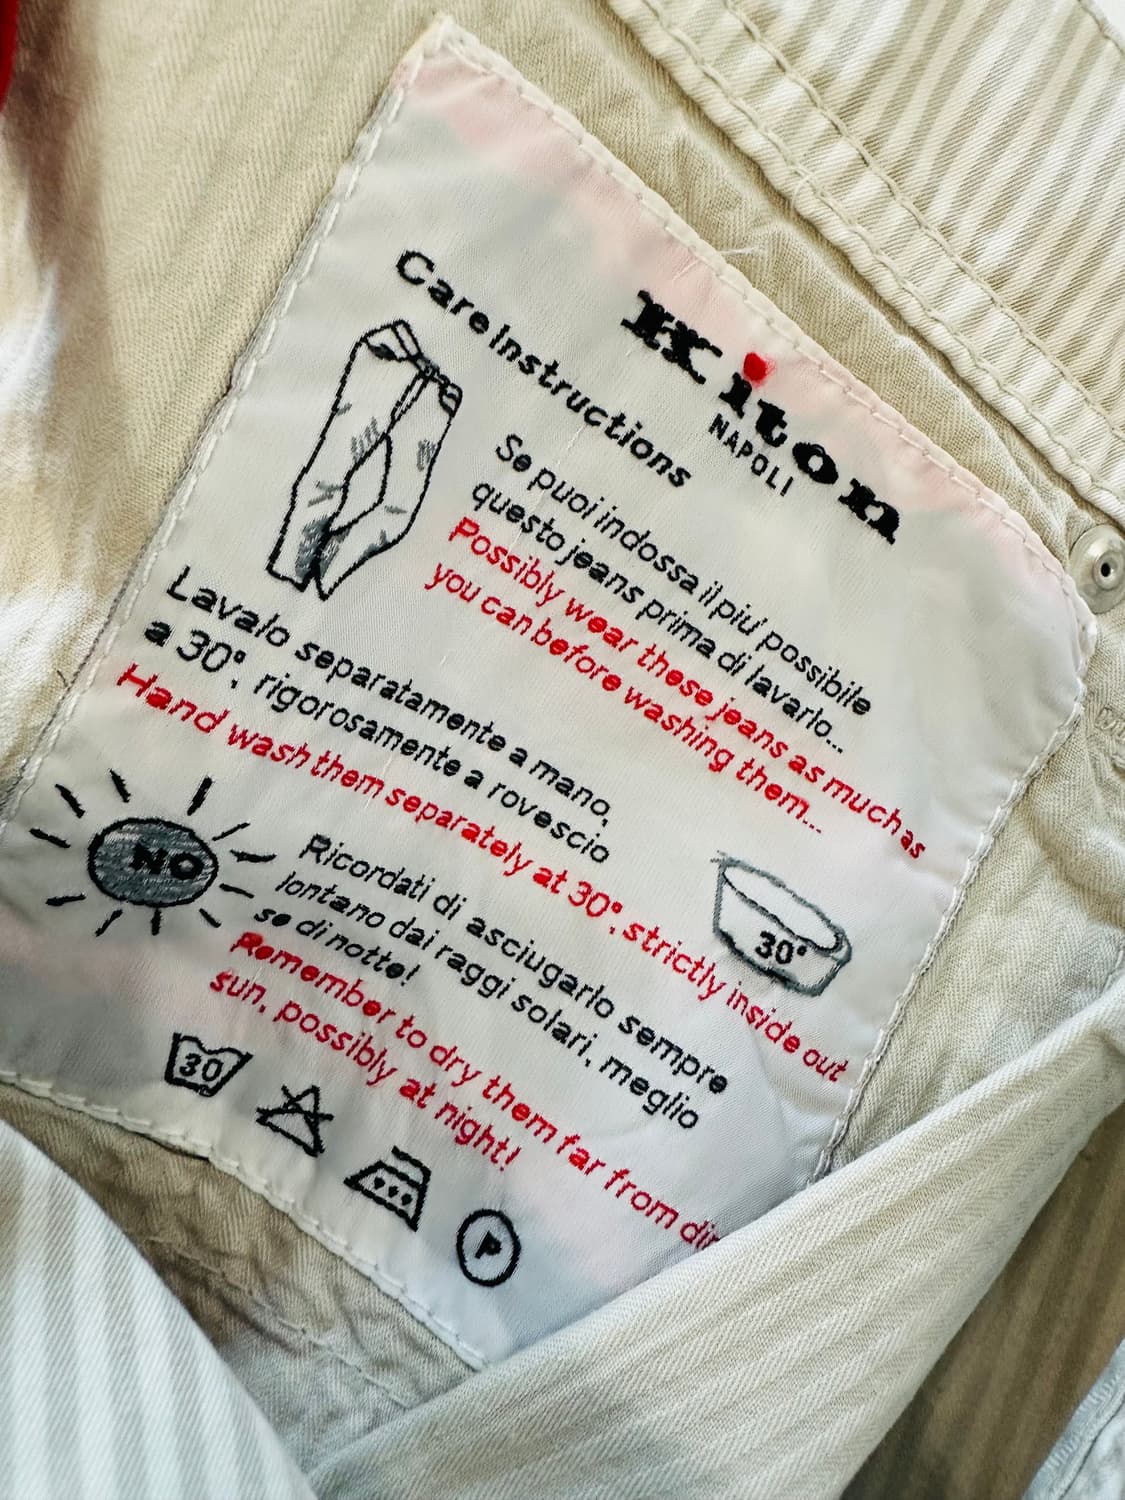 Kiton
NAPOLI
Care Instructions
Se puoi indossa il piu' possibile
questo jeans prima di lavarlo...
Possibly wear these jeans as much as
you can before washing them...
Lavalo separatamente a mano,
a 30°, rigorosamente a rovescio
Hand wash them separately at 30°, strictly inside out
30°
NO
Ricordati di asciugarlo sempre
lontano dai raggi solari, meglio
se di notte!
Remember to dry them far from
sun, possibly at night!
30
P